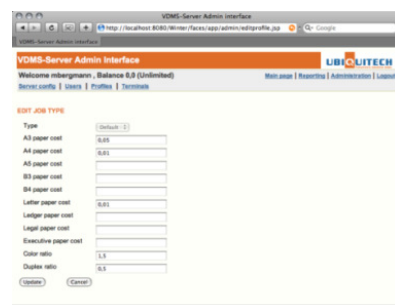 VDMS-Server Admin Interface
http://localhost:8080/Winter/faces/app/admin/editprofile.jsp
Google
VDMS-Server Admin Interface
VDMS-Server Admin Interface
UBIQUITECH
Welcome mbergmann , Balance 0,0 (Unlimited)
Main page | Reporting | Administration | Logout
Server config | Users | Profiles | Terminals
EDIT JOB TYPE
Type
Default
A3 paper cost 0,05
A4 paper cost 0,01
A5 paper cost
B3 paper cost
B4 paper cost
Letter paper cost 0,01
Ledger paper cost
Legal paper cost
Executive paper cost
Color ratio 1,5
Duplex ratio 0,5
Update Cancel